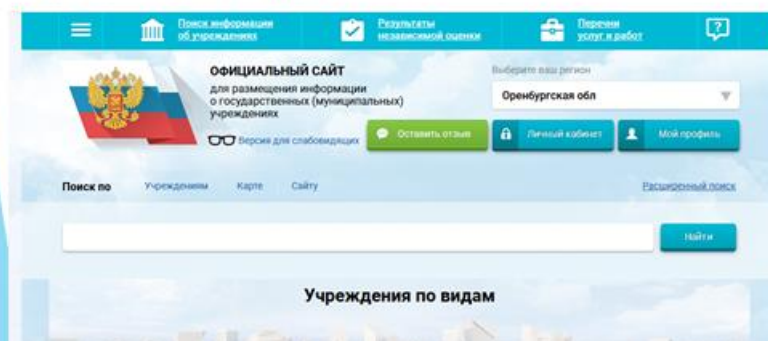 Поиск информации
об учреждениях
Результаты
независимой оценки
Перечни
услуг и работ
?
ОФИЦИАЛЬНЫЙ САЙТ
для размещения информации
о государственных (муниципальных)
учреждениях
Версия для слабовидящих
Оставить отзыв
Выберите ваш регион
Оренбургская обл
Личный кабинет
Мой профиль
Поиск по
Учреждениям
Карте
Сайту
Расширенный поиск
Найти
Учреждения по видам